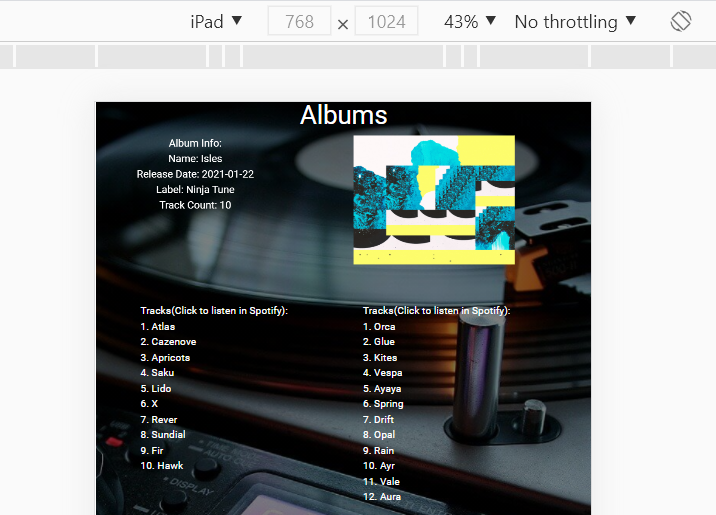 iPad ▼ 768 × 1024 43% ▼ No throttling ▼
Albums
Album Info:
Name: Isles
Release Date: 2021-01-22
Label: Ninja Tune
Track Count: 10
Tracks(Click to listen in Spotify):
1. Atlas
2. Cazenove
3. Apricots
4. Saku
5. Lido
6. X
7. Rever
8. Sundial
9. Fir
10. Hawk
Tracks(Click to listen in Spotify):
1. Orca
2. Glue
3. Kites
4. Vespa
5. Ayaya
6. Spring
7. Drift
8. Opal
9. Rain
10. Ayr
11. Vale
12. Aura
DISPLAY